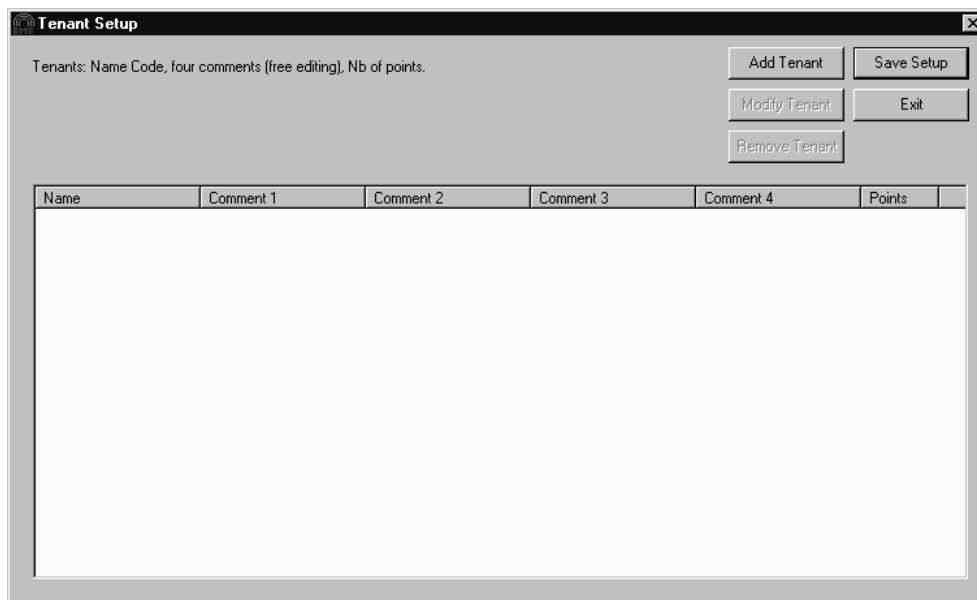 Tenant Setup
Tenants: Name Code, four comments (free editing), Nb of points.
Add Tenant
Save Setup
Modify Tenant
Exit
Remove Tenant
Name Comment 1 Comment 2 Comment 3 Comment 4 Points